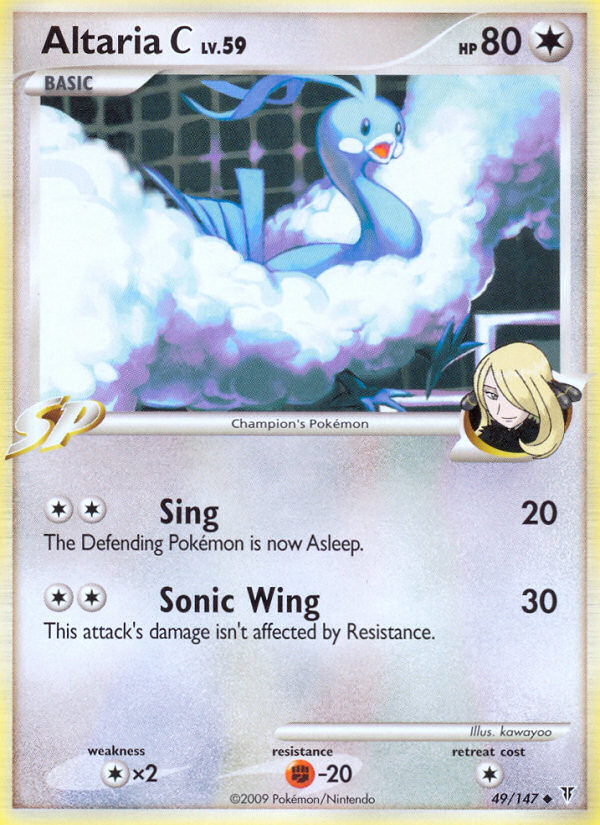 Altaria C LV.59 HP 80
BASIC
SP
Champion's Pokémon
Sing 20
The Defending Pokémon is now Asleep.
Sonic Wing 30
This attack's damage isn't affected by Resistance.
Illus. kawayoo
weakness resistance retreat cost
×2 -20
©2009 Pokémon/Nintendo 49/147